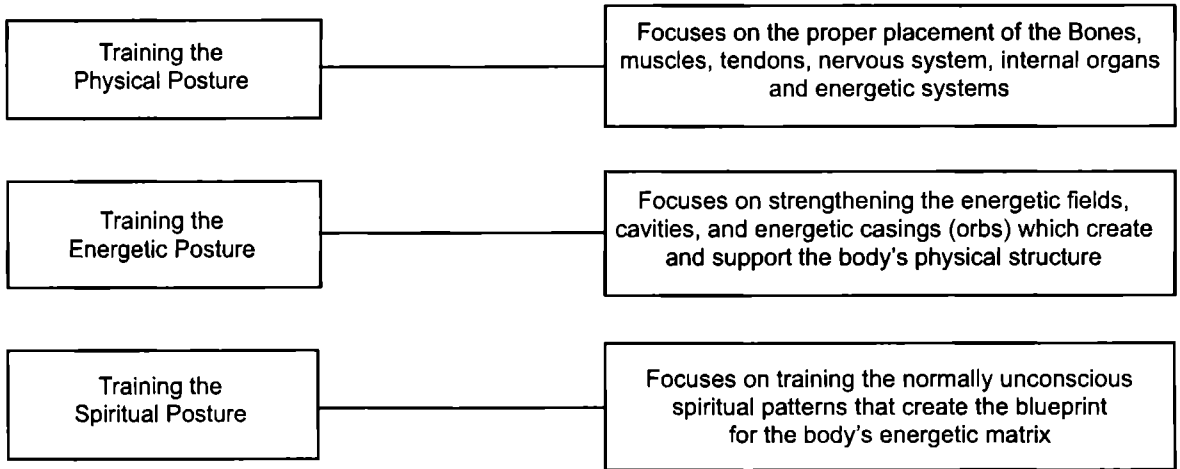 Training the
Physical Posture
Focuses on the proper placement of the Bones,
muscles, tendons, nervous system, internal organs
and energetic systems
Training the
Energetic Posture
Focuses on strengthening the energetic fields,
cavities, and energetic casings (orbs) which create
and support the body's physical structure
Training the
Spiritual Posture
Focuses on training the normally unconscious
spiritual patterns that create the blueprint
for the body's energetic matrix